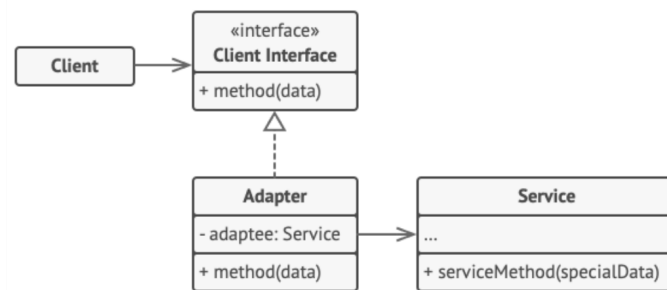 Client
«interface»
Client Interface
+ method(data)
Adapter
- adaptee: Service
+ method(data)
Service
...
+ serviceMethod(specialData)